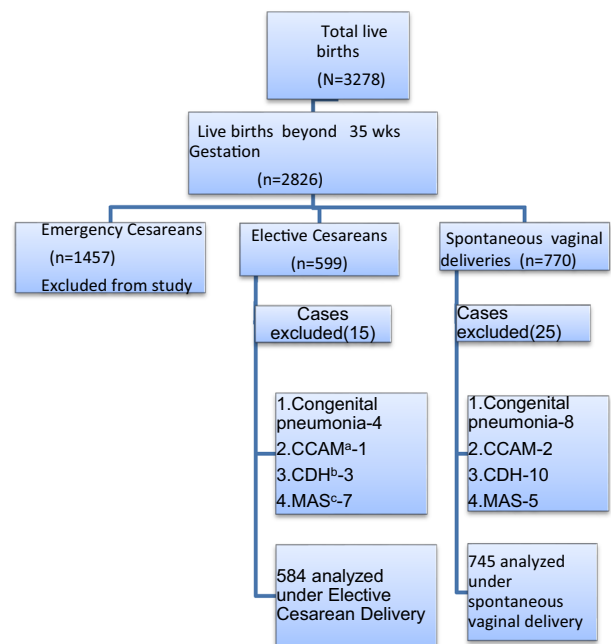 Total live
births
(N=3278)
Live births beyond 35 wks
Gestation
(n=2826)
Emergency Cesareans
(n=1457)
Excluded from study
Elective Cesareans
(n=599)
Spontaneous vaginal
deliveries (n=770)
Cases
excluded(15)
Cases
excluded(25)
1.Congenital
pneumonia-4
2.CCAMᵃ-1
3.CDHᵇ-3
4.MASᶜ-7
1.Congenital
pneumonia-8
2.CCAM-2
3.CDH-10
4.MAS-5
584 analyzed
under Elective
Cesarean Delivery
745 analyzed
under
spontaneous
vaginal delivery